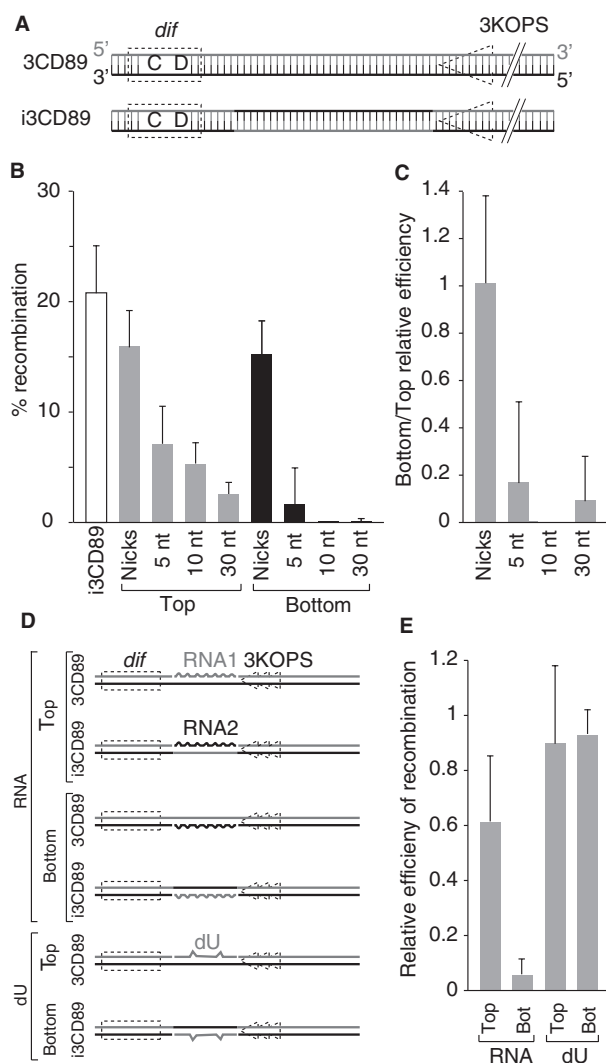 A
dif
3KOPS
5’
3’
3CD89
C D
3’
5’
i3CD89
C D
B
30
20
10
0
% recombination
i3CD89
Nicks
5 nt
10 nt
30 nt
Nicks
5 nt
10 nt
30 nt
Top
Bottom
C
1.4
1.2
1
0.8
0.6
0.4
0.2
0
Bottom/Top relative efficiency
Nicks
5 nt
10 nt
30 nt
D
dif
RNA1
3KOPS
RNA2
dU
RNA
Top
3CD89
i3CD89
Bottom
3CD89
i3CD89
dU
Top
3CD89
Bottom
i3CD89
E
1.2
1
0.8
0.6
0.4
0.2
0
Relative efficieny of recombination
Top
Bot
Top
Bot
RNA
dU